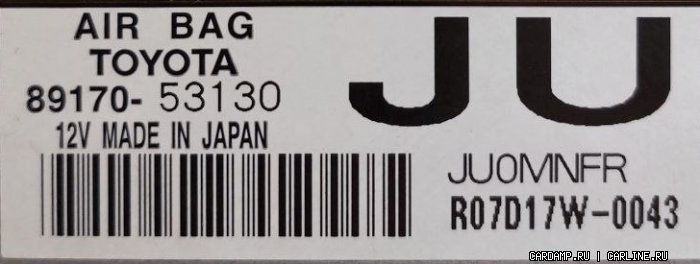 AIR BAG
TOYOTA
89170- 53130
12V MADE IN JAPAN
JU
JU0MNFR
R07D17W-0043
CARDAMP.RU | CARLINE.RU